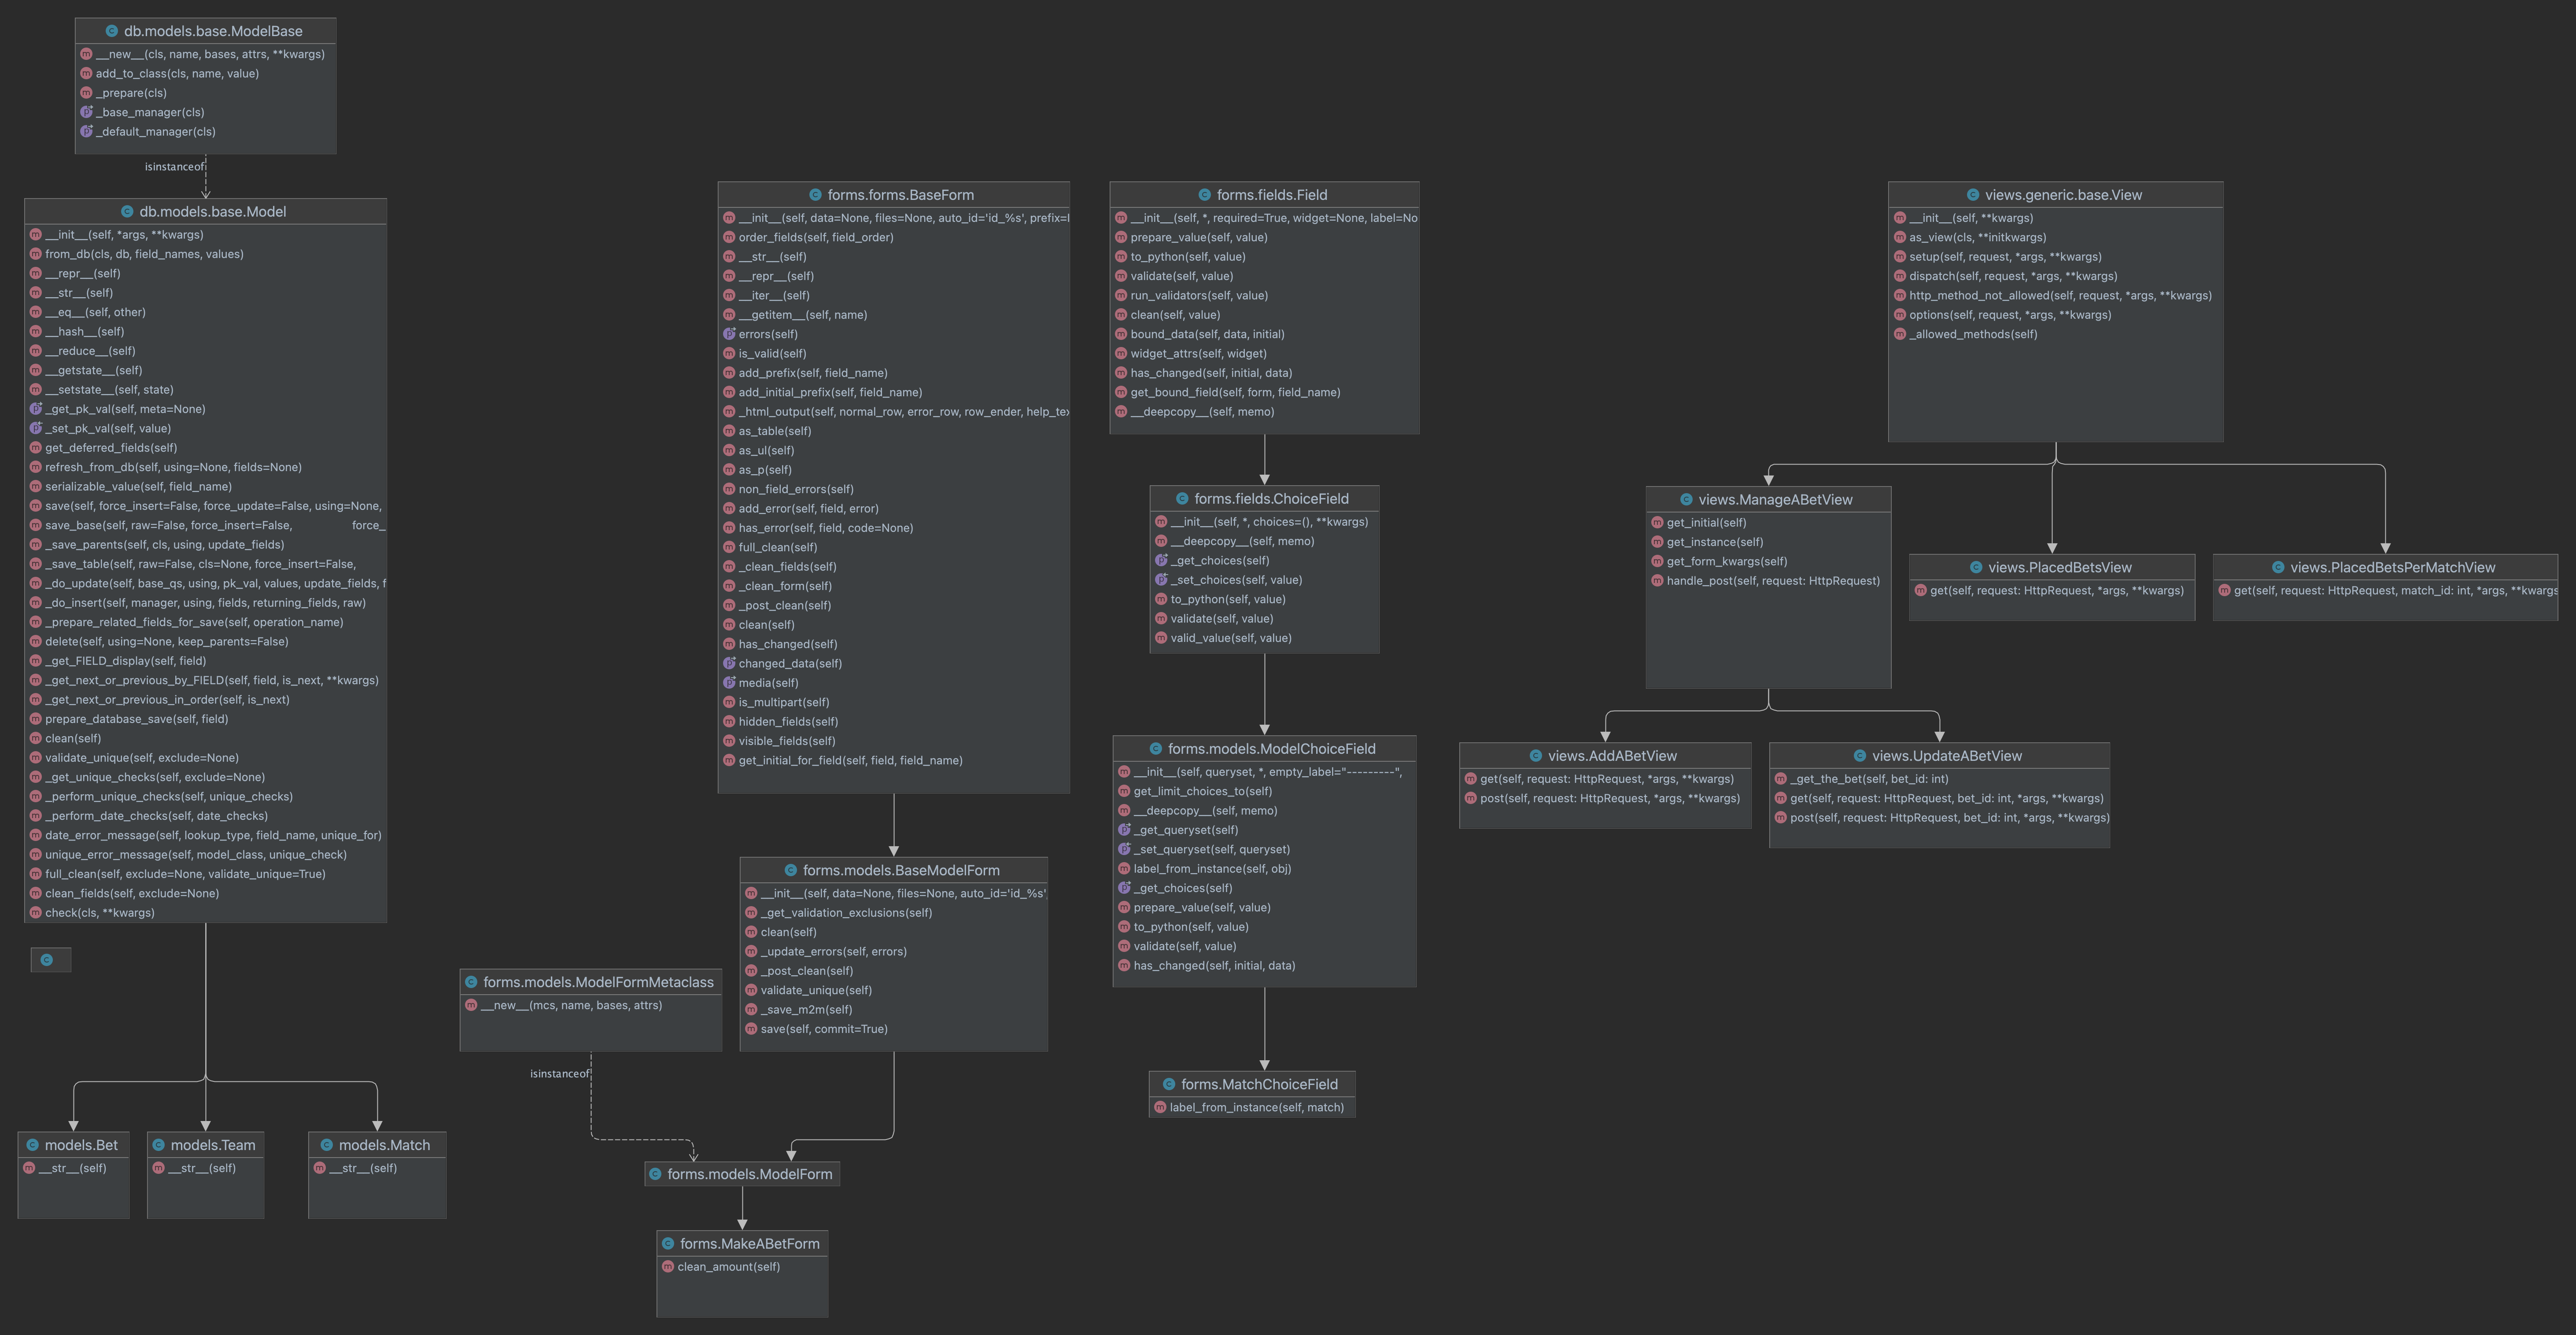 db.models.base.ModelBase
__new__(cls, name, bases, attrs, **kwargs)
add_to_class(cls, name, value)
_prepare(cls)
_base_manager(cls)
_default_manager(cls)
isinstanceof
db.models.base.Model
__init__(self, *args, **kwargs)
from_db(cls, db, field_names, values)
__repr__(self)
__str__(self)
__eq__(self, other)
__hash__(self)
__reduce__(self)
__getstate__(self)
__setstate__(self, state)
_get_pk_val(self, meta=None)
_set_pk_val(self, value)
get_deferred_fields(self)
refresh_from_db(self, using=None, fields=None)
serializable_value(self, field_name)
save(self, force_insert=False, force_update=False, using=None,
save_base(self, raw=False, force_insert=False, force_
_save_parents(self, cls, using, update_fields)
_save_table(self, raw=False, cls=None, force_insert=False,
_do_update(self, base_qs, using, pk_val, values, update_fields, f
_do_insert(self, manager, using, fields, returning_fields, raw)
_prepare_related_fields_for_save(self, operation_name)
delete(self, using=None, keep_parents=False)
_get_FIELD_display(self, field)
_get_next_or_previous_by_FIELD(self, field, is_next, **kwargs)
_get_next_or_previous_in_order(self, is_next)
prepare_database_save(self, field)
clean(self)
validate_unique(self, exclude=None)
_get_unique_checks(self, exclude=None)
_perform_unique_checks(self, unique_checks)
_perform_date_checks(self, date_checks)
date_error_message(self, lookup_type, field_name, unique_for)
unique_error_message(self, model_class, unique_check)
full_clean(self, exclude=None, validate_unique=True)
clean_fields(self, exclude=None)
check(cls, **kwargs)
models.Bet
__str__(self)
models.Team
__str__(self)
models.Match
__str__(self)
forms.models.ModelFormMetaclass
__new__(mcs, name, bases, attrs)
isinstanceof
forms.forms.BaseForm
__init__(self, data=None, files=None, auto_id='id_%s', prefix=
order_fields(self, field_order)
__str__(self)
__repr__(self)
__iter__(self)
__getitem__(self, name)
errors(self)
is_valid(self)
add_prefix(self, field_name)
add_initial_prefix(self, field_name)
_html_output(self, normal_row, error_row, row_ender, help_te
as_table(self)
as_ul(self)
as_p(self)
non_field_errors(self)
add_error(self, field, error)
has_error(self, field, code=None)
full_clean(self)
_clean_fields(self)
_clean_form(self)
_post_clean(self)
clean(self)
has_changed(self)
changed_data(self)
media(self)
is_multipart(self)
hidden_fields(self)
visible_fields(self)
get_initial_for_field(self, field, field_name)
forms.models.BaseModelForm
__init__(self, data=None, files=None, auto_id='id_%s'
_get_validation_exclusions(self)
clean(self)
_update_errors(self, errors)
_post_clean(self)
validate_unique(self)
_save_m2m(self)
save(self, commit=True)
forms.models.ModelForm
forms.MakeABetForm
clean_amount(self)
forms.fields.Field
__init__(self, *, required=True, widget=None, label=No
prepare_value(self, value)
to_python(self, value)
validate(self, value)
run_validators(self, value)
clean(self, value)
bound_data(self, data, initial)
widget_attrs(self, widget)
has_changed(self, initial, data)
get_bound_field(self, form, field_name)
__deepcopy__(self, memo)
forms.fields.ChoiceField
__init__(self, *, choices=(), **kwargs)
__deepcopy__(self, memo)
_get_choices(self)
_set_choices(self, value)
to_python(self, value)
validate(self, value)
valid_value(self, value)
forms.models.ModelChoiceField
__init__(self, queryset, *, empty_label="---------",
get_limit_choices_to(self)
__deepcopy__(self, memo)
_get_queryset(self)
_set_queryset(self, queryset)
label_from_instance(self, obj)
_get_choices(self)
prepare_value(self, value)
to_python(self, value)
validate(self, value)
has_changed(self, initial, data)
forms.MatchChoiceField
label_from_instance(self, match)
views.generic.base.View
__init__(self, **kwargs)
as_view(cls, **initkwargs)
setup(self, request, *args, **kwargs)
dispatch(self, request, *args, **kwargs)
http_method_not_allowed(self, request, *args, **kwargs)
options(self, request, *args, **kwargs)
_allowed_methods(self)
views.ManageABetView
get_initial(self)
get_instance(self)
get_form_kwargs(self)
handle_post(self, request: HttpRequest)
views.PlacedBetsView
get(self, request: HttpRequest, *args, **kwargs)
views.PlacedBetsPerMatchView
get(self, request: HttpRequest, match_id: int, *args, **kwargs
views.AddABetView
get(self, request: HttpRequest, *args, **kwargs)
post(self, request: HttpRequest, *args, **kwargs)
views.UpdateABetView
_get_the_bet(self, bet_id: int)
get(self, request: HttpRequest, bet_id: int, *args, **kwargs)
post(self, request: HttpRequest, bet_id: int, *args, **kwargs)